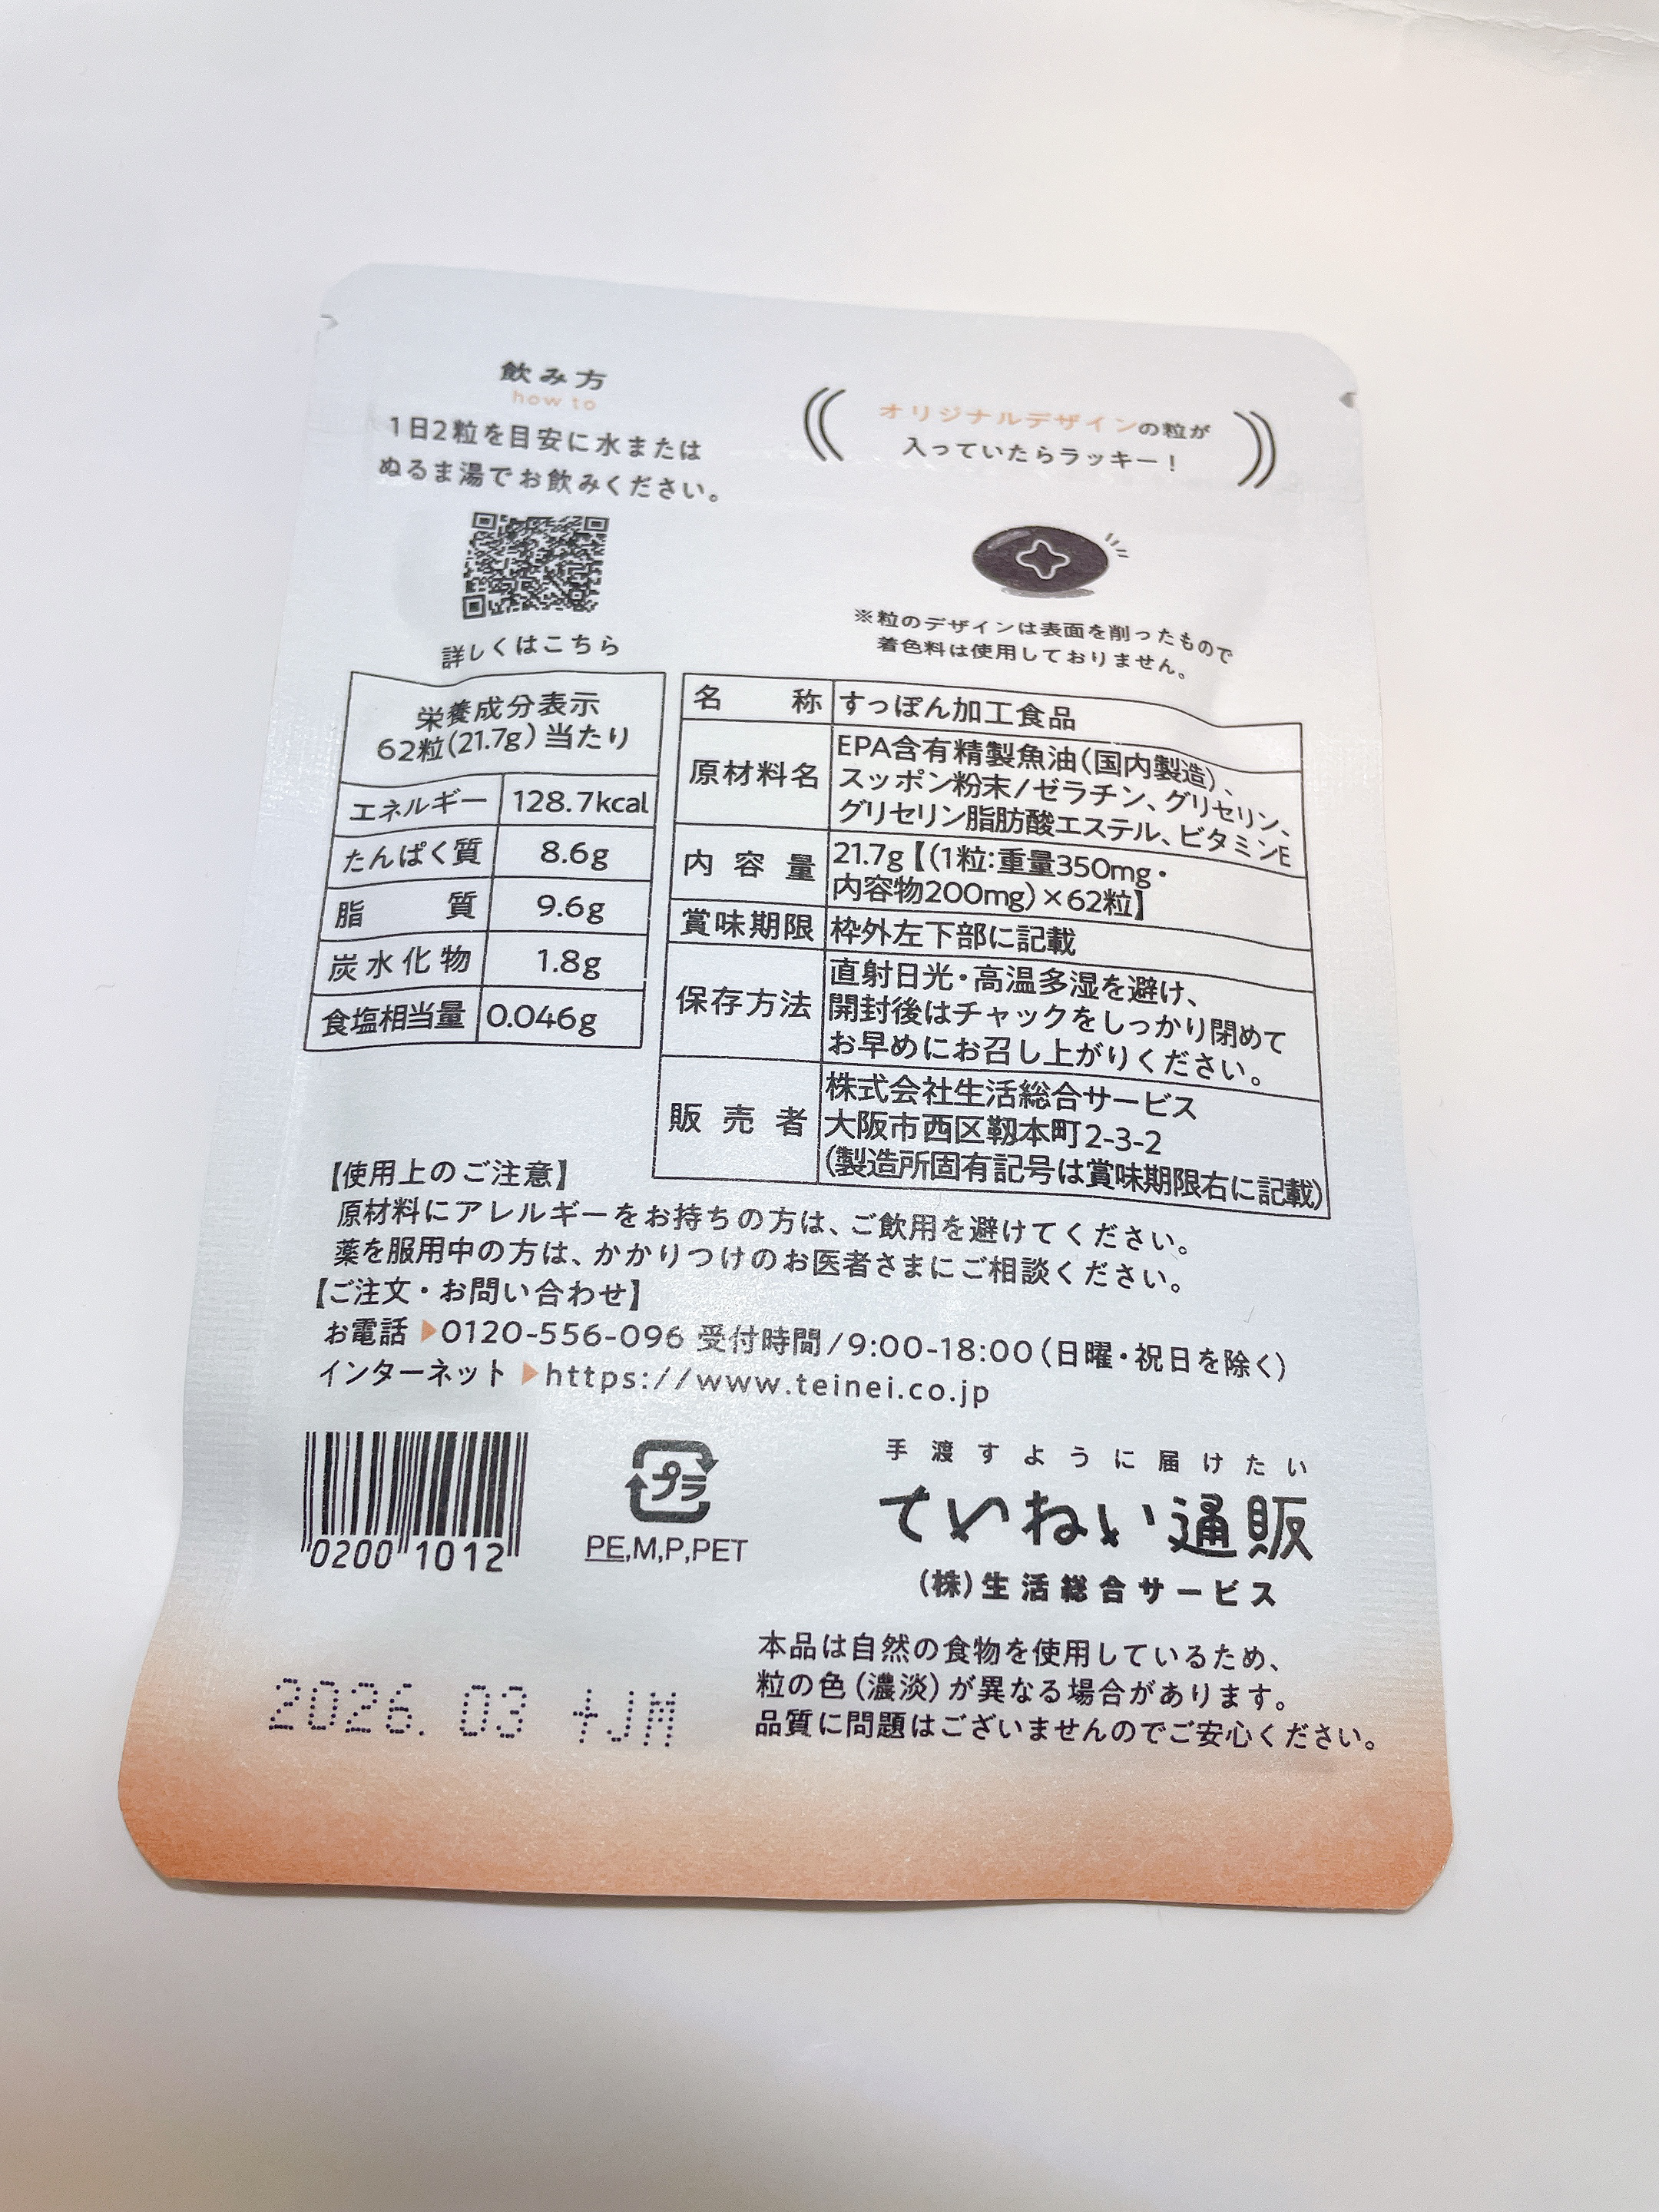 飲み方
how to
1日2粒を目安に水または
ぬるま湯でお飲みください。
詳しくはこちら
オリジナルデザインの粒が
入っていたらラッキー！
※粒のデザインは表面を削ったもので
着色料は使用しておりません。
栄養成分表示
62粒(21.7g)当たり
エネルギー 128.7kcal
たんぱく質 8.6g
脂質 9.6g
炭水化物 1.8g
食塩相当量 0.046g
名称 すっぽん加工食品
原材料名 EPA含有精製魚油(国内製造)、
スッポン粉末/ゼラチン、グリセリン、
グリセリン脂肪酸エステル、ビタミンE
内容量 21.7g【(1粒:重量350mg・
内容物200mg)×62粒】
賞味期限 枠外左下部に記載
保存方法 直射日光・高温多湿を避け、
開封後はチャックをしっかり閉めて
お早めにお召し上がりください。
販売者 株式会社生活総合サービス
大阪市西区靱本町2-3-2
(製造所固有記号は賞味期限右に記載)
【使用上のご注意】
原材料にアレルギーをお持ちの方は、ご飲用を避けてください。
薬を服用中の方は、かかりつけのお医者さまにご相談ください。
【ご注文・お問い合わせ】
お電話▶0120-556-096 受付時間/9:00-18:00(日曜・祝日を除く)
インターネット▶https://www.teinei.co.jp
0200 1012
プラ
PE,M,P,PET
手渡すように届けたい
ていねい通販
(株)生活総合サービス
本品は自然の食物を使用しているため、
粒の色(濃淡)が異なる場合があります。
品質に問題はございませんのでご安心ください。
2026.03 +JM